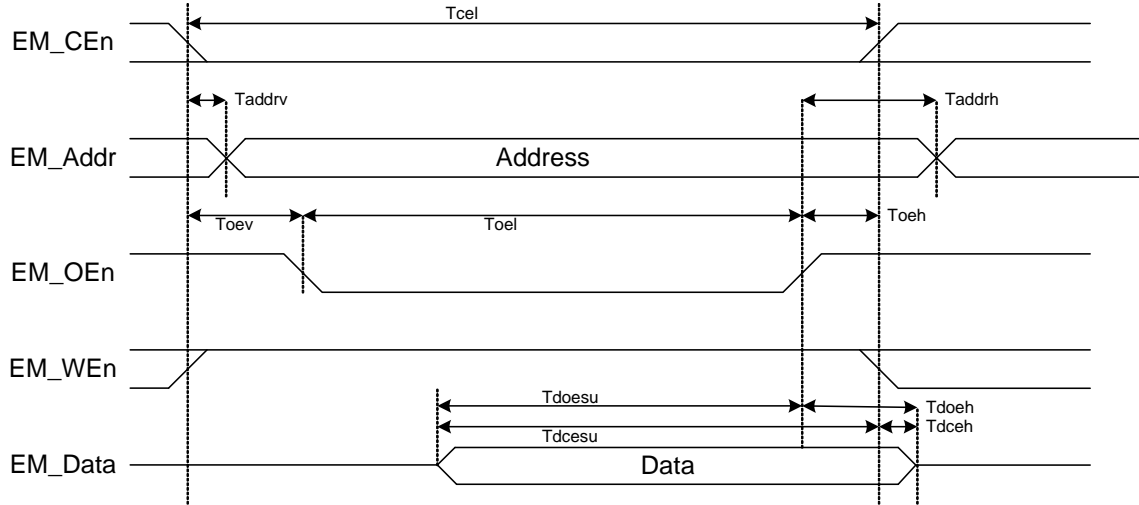 Tcel
EM_CEn
Taddrv
Taddrh
EM_Addr
Address
Toev
Toel
Toeh
EM_OEn
EM_WEn
Tdoesu
Tdoeh
Tdcesu
Tdceh
EM_Data
Data